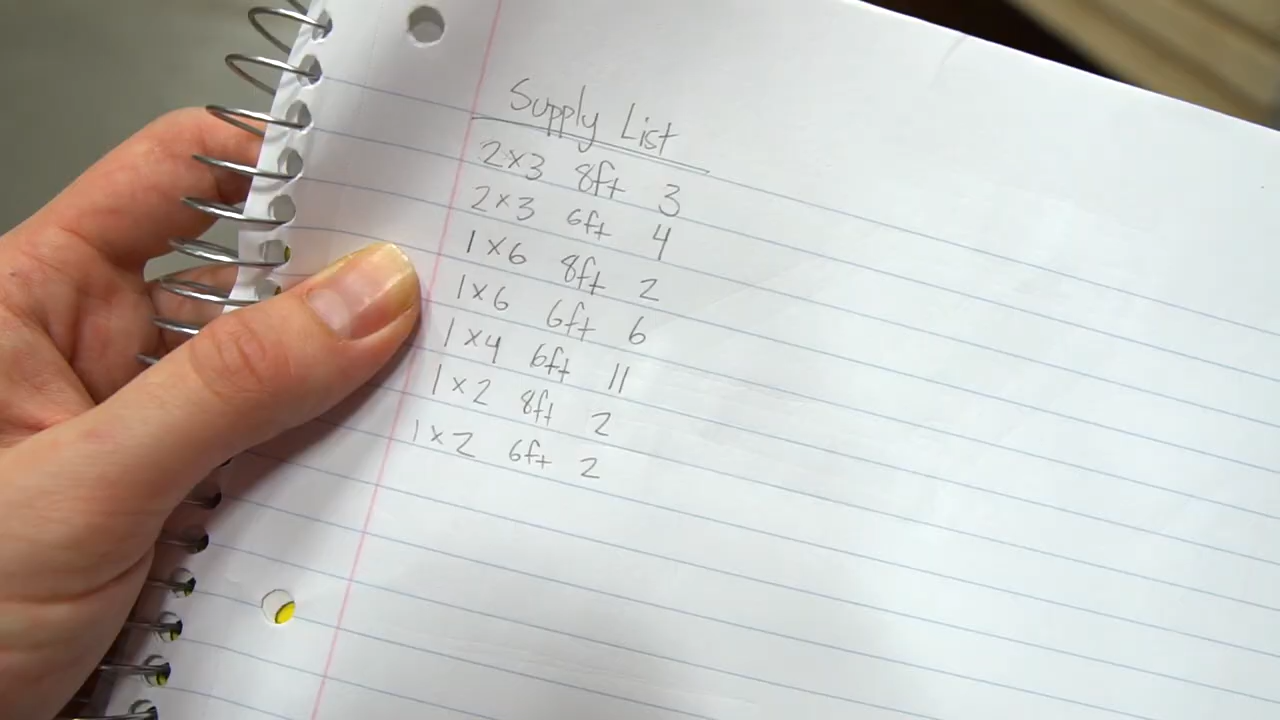 Supply List
2x3 8ft 3
2x3 6ft 4
1x6 8ft 2
1x6 6ft 6
1x4 6ft 11
1x2 8ft 2
1x2 6ft 2